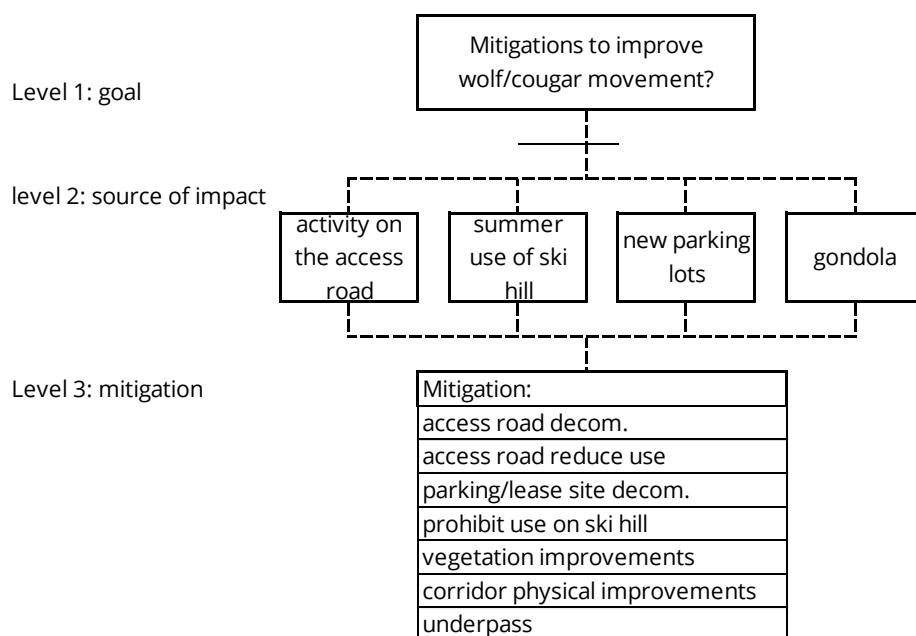 Mitigations to improve
wolf/cougar movement?
Level 1: goal
level 2: source of impact
activity on
the access
road
summer
use of ski
hill
new parking
lots
gondola
Level 3: mitigation
Mitigation:
access road decom.
access road reduce use
parking/lease site decom.
prohibit use on ski hill
vegetation improvements
corridor physical improvements
underpass